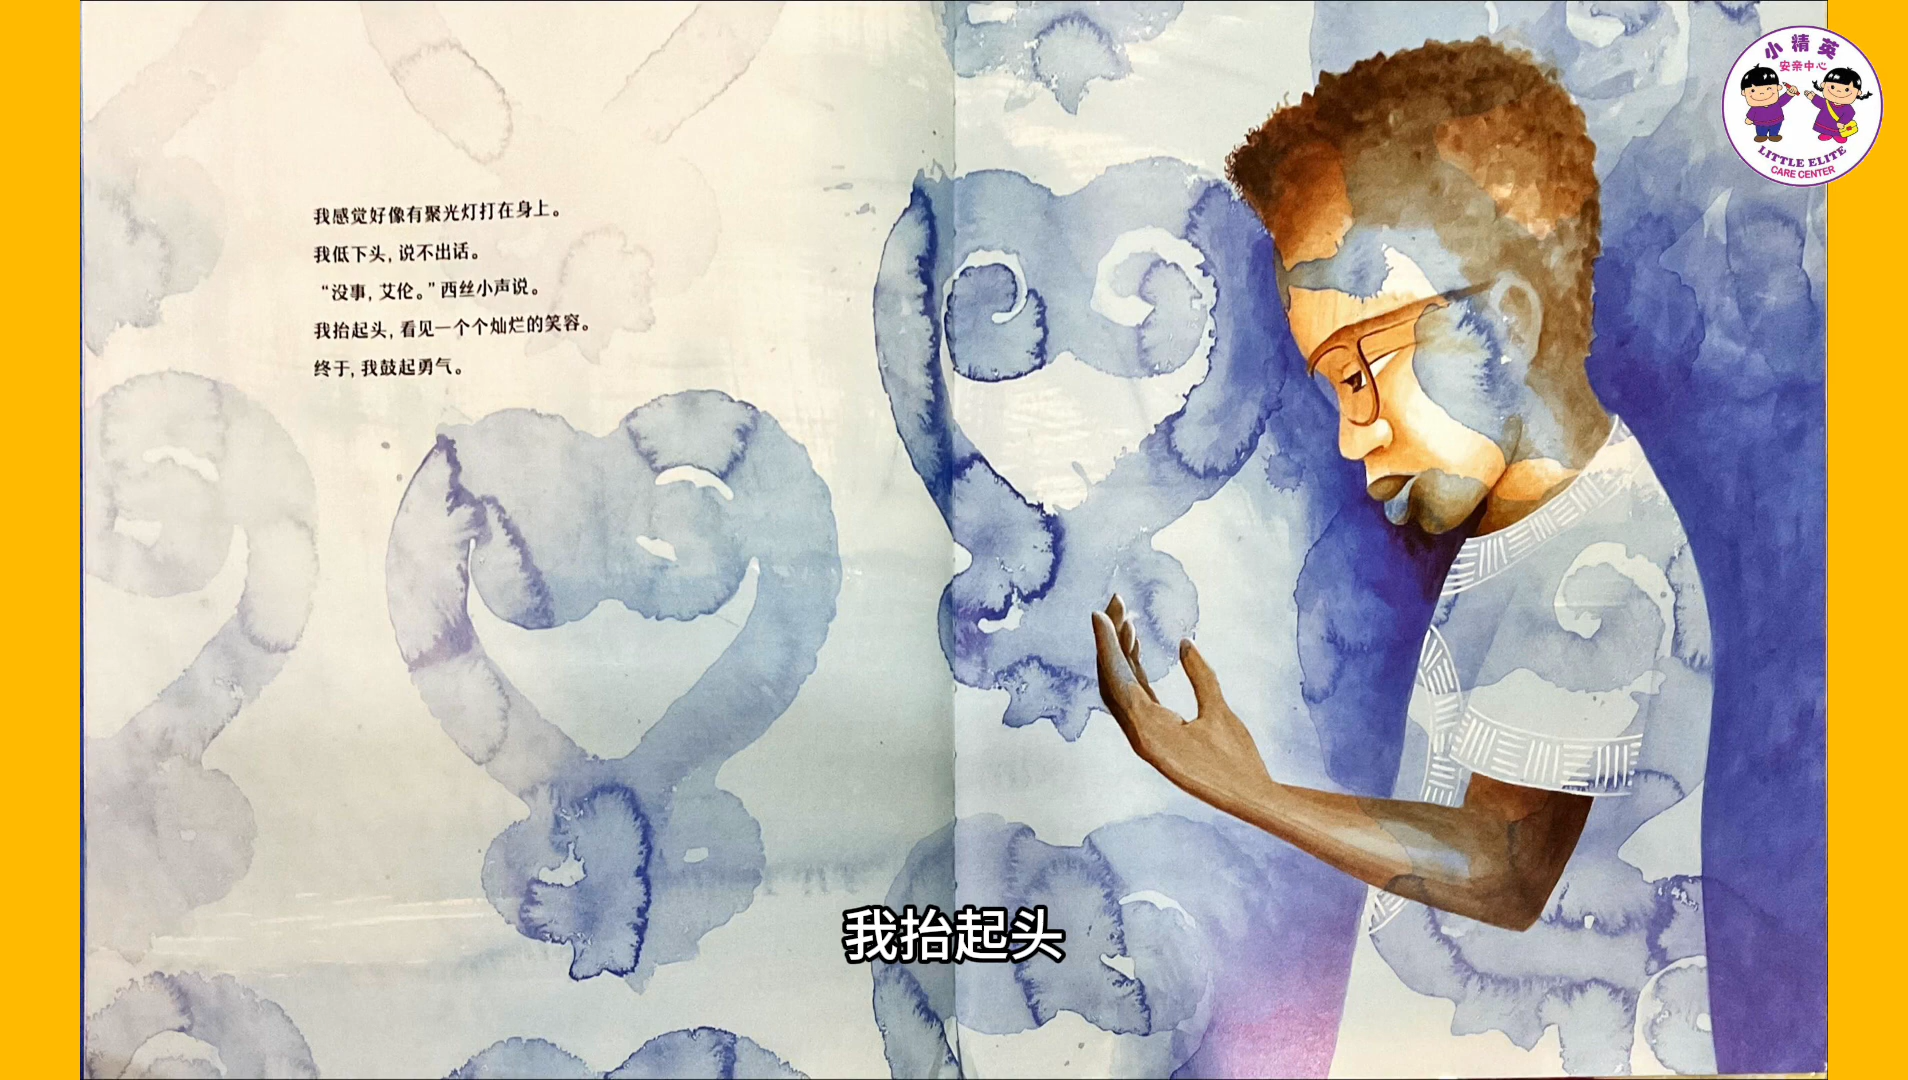 我感觉好像有聚光灯打在身上。
我低下头，说不出话。
“没事，艾伦。”西丝小声说。
我抬起头，看见一个个灿烂的笑容。
终于，我鼓起勇气。
小精英
安亲中心
LITTLE ELITE
CARE CENTER
我抬起头